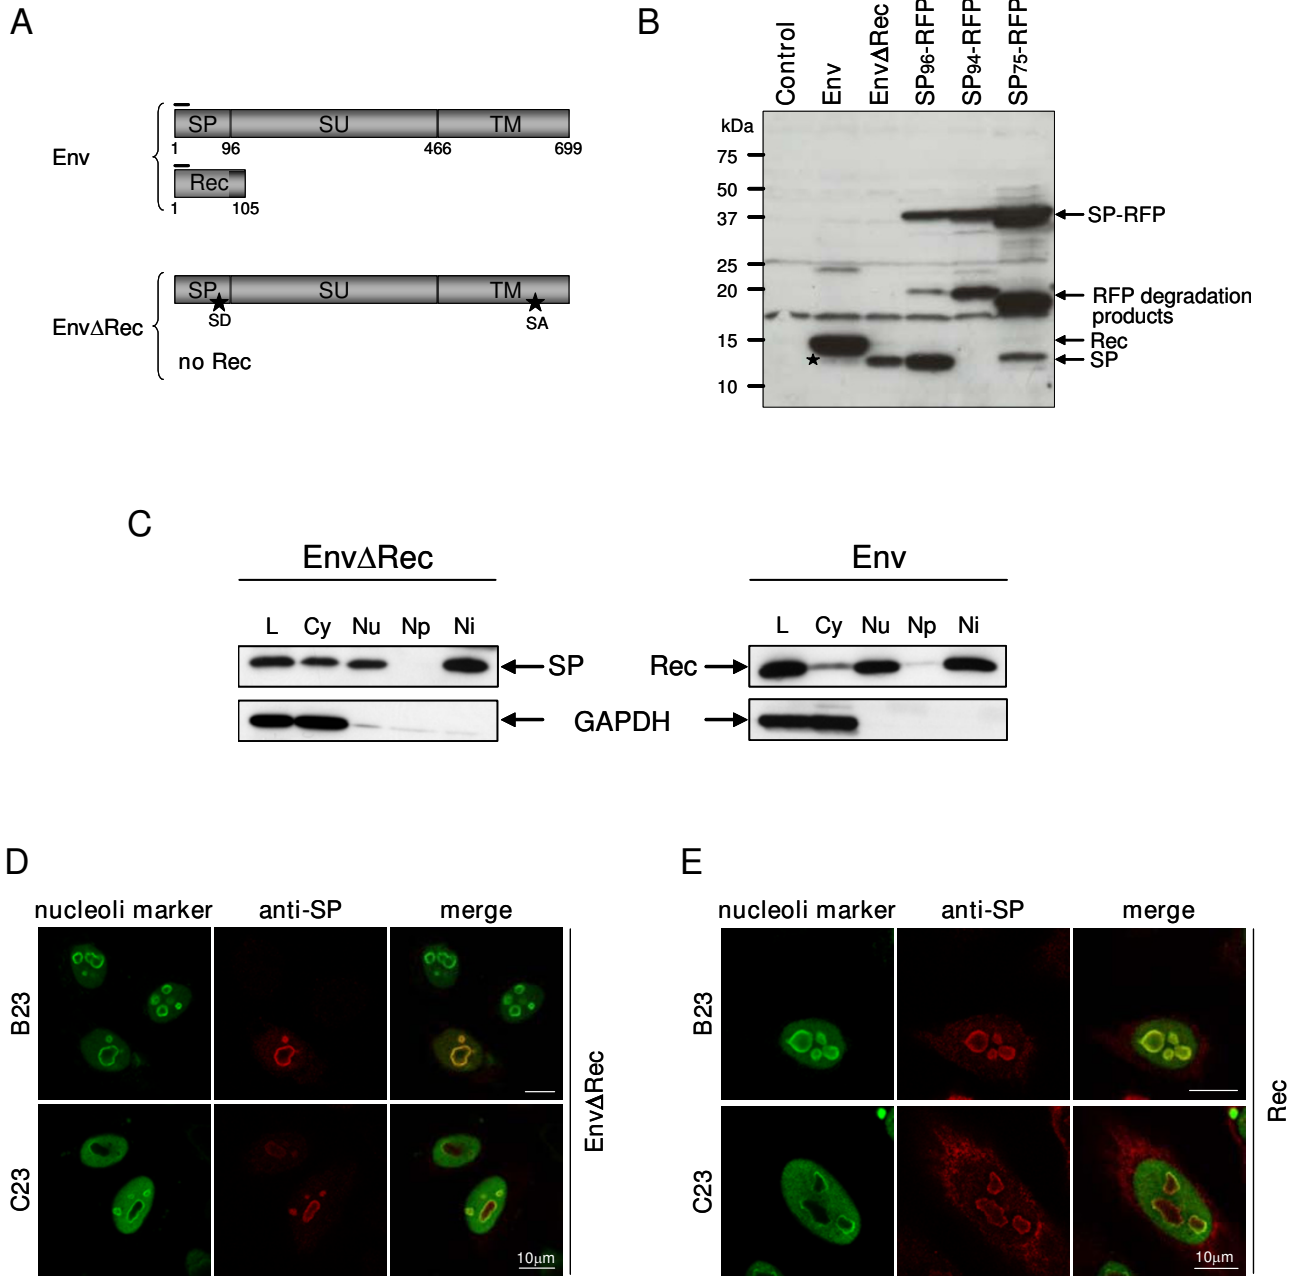 A
Env
SP SU TM
1 96 466 699
Rec
1 105
EnvΔRec
SP SU TM
SD SA
no Rec
B
Control
Env
EnvΔRec
SP96-RFP
SP94-RFP
SP75-RFP
kDa
75
50
37
25
20
15
10
SP-RFP
RFP degradation
products
Rec
SP
C
EnvΔRec
L Cy Nu Np Ni
SP
GAPDH
Env
L Cy Nu Np Ni
Rec
D
nucleoli marker anti-SP merge
B23
C23
10μm
EnvΔRec
E
nucleoli marker anti-SP merge
B23
C23
10μm
Rec